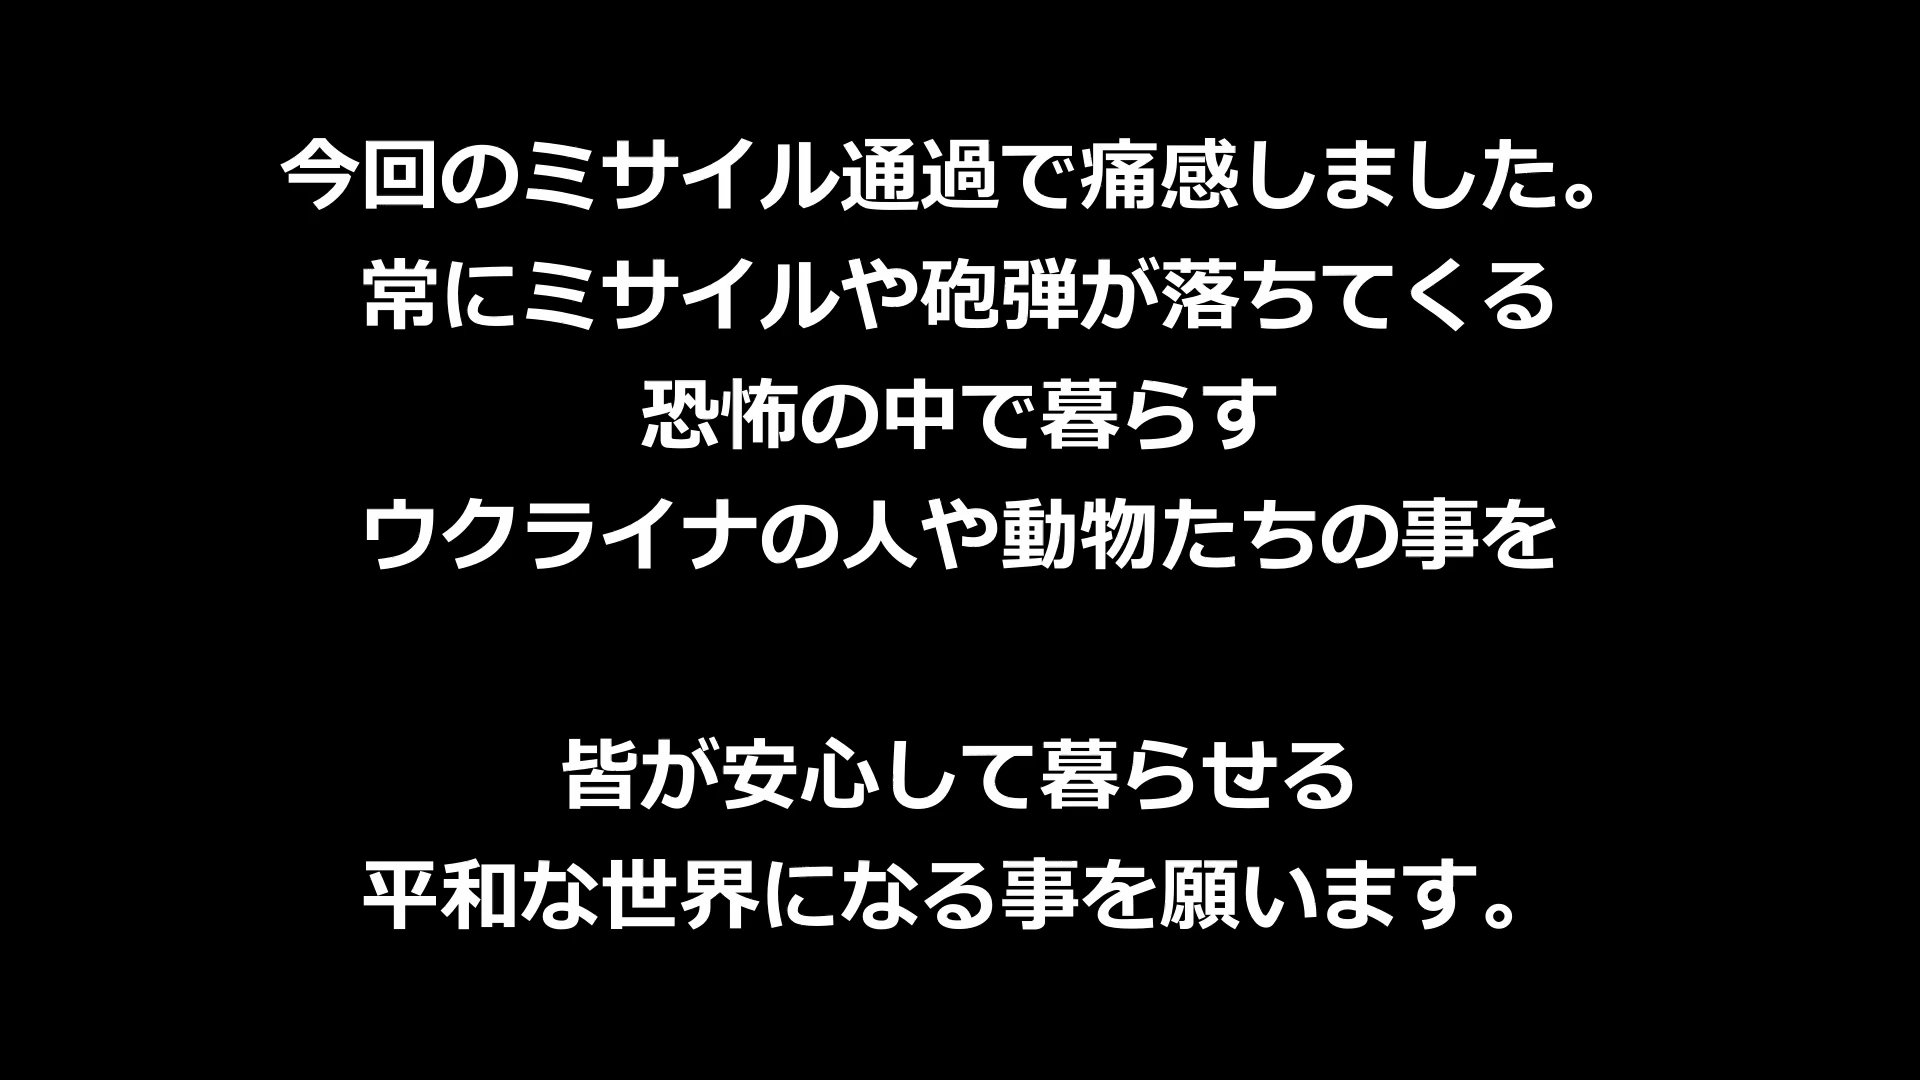 今回のミサイル通過で痛感しました。
常にミサイルや砲弾が落ちてくる
恐怖の中で暮らす
ウクライナの人や動物たちの事を
皆が安心して暮らせる
平和な世界になる事を願います。